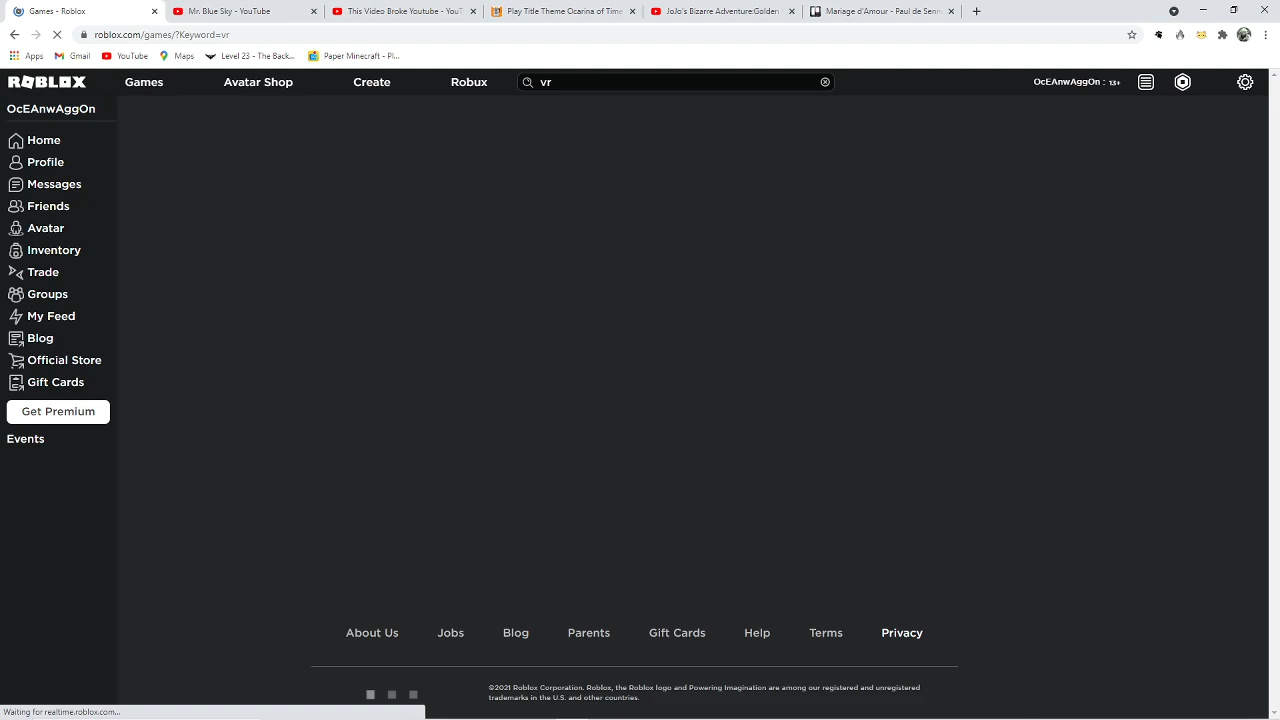 Games - Roblox
Mr. Blue Sky - YouTube
This Video Broke Youtube - YouT
Play Title Theme Ocarina of Time
JoJo's Bizarre Adventure:Golden
Mariage d'Amour - Paul de Senn
roblox.com/games/?Keyword=vr
Apps
Gmail
YouTube
Maps
Level 23 - The Back...
Paper Minecraft - Pl...
ROBLOX
Games
Avatar Shop
Create
Robux
vr
OcEAnwAggOn : 13+
OcEAnwAggOn
Home
Profile
Messages
Friends
Avatar
Inventory
Trade
Groups
My Feed
Blog
Official Store
Gift Cards
Get Premium
Events
About Us
Jobs
Blog
Parents
Gift Cards
Help
Terms
Privacy
©2021 Roblox Corporation. Roblox, the Roblox logo and Powering Imagination are among our registered and unregistered
trademarks in the U.S. and other countries.
Waiting for realtime.roblox.com...